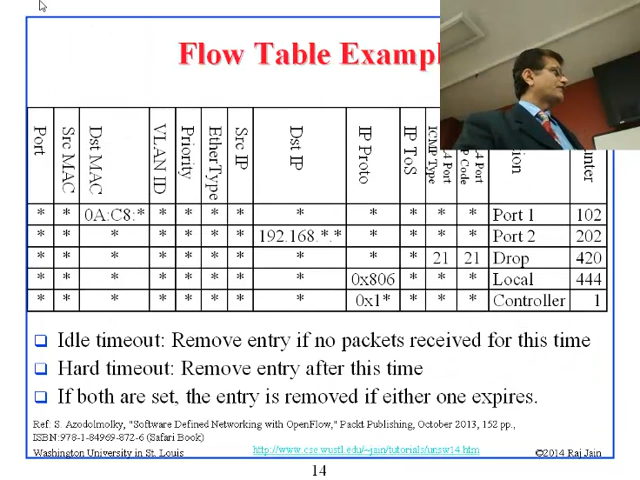 Flow Table Examp
Port Src MAC Dst MAC VLAN ID Priority EtherType Src IP Dst IP IP Proto IP ToS ICMP Type
* * 0A:C8:* * * * * * * * * * Port 1 102
* * * * * * * 192.168.*.* * * * * Port 2 202
* * * * * * * * * * 21 21 Drop 420
* * * * * * * * 0x806 * * * Local 444
* * * * * * * * 0x1* * * * Controller 1
Idle timeout: Remove entry if no packets received for this time
Hard timeout: Remove entry after this time
If both are set, the entry is removed if either one expires.
Ref: S. Azodolmolky, "Software Defined Networking with OpenFlow," Packt Publishing, October 2013, 152 pp.,
ISBN:978-1-84969-872-6 (Safari Book)
Washington University in St. Louis http://www.cse.wustl.edu/~jain/tutorials/unsw14.htm ©2014 Raj Jain
14